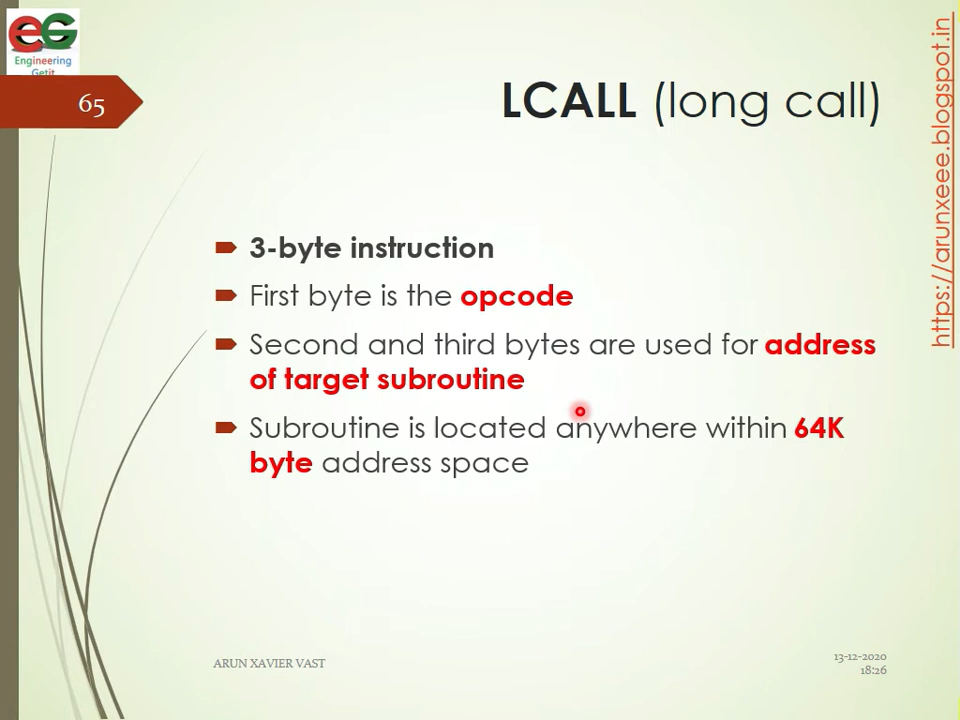 eG
Engineering
Getit
65
LCALL (long call)
https://arunxeee.blogspot.in
3-byte instruction
First byte is the opcode
Second and third bytes are used for address
of target subroutine
Subroutine is located anywhere within 64K
byte address space
ARUN XAVIER VAST
13-12-2020
18:26